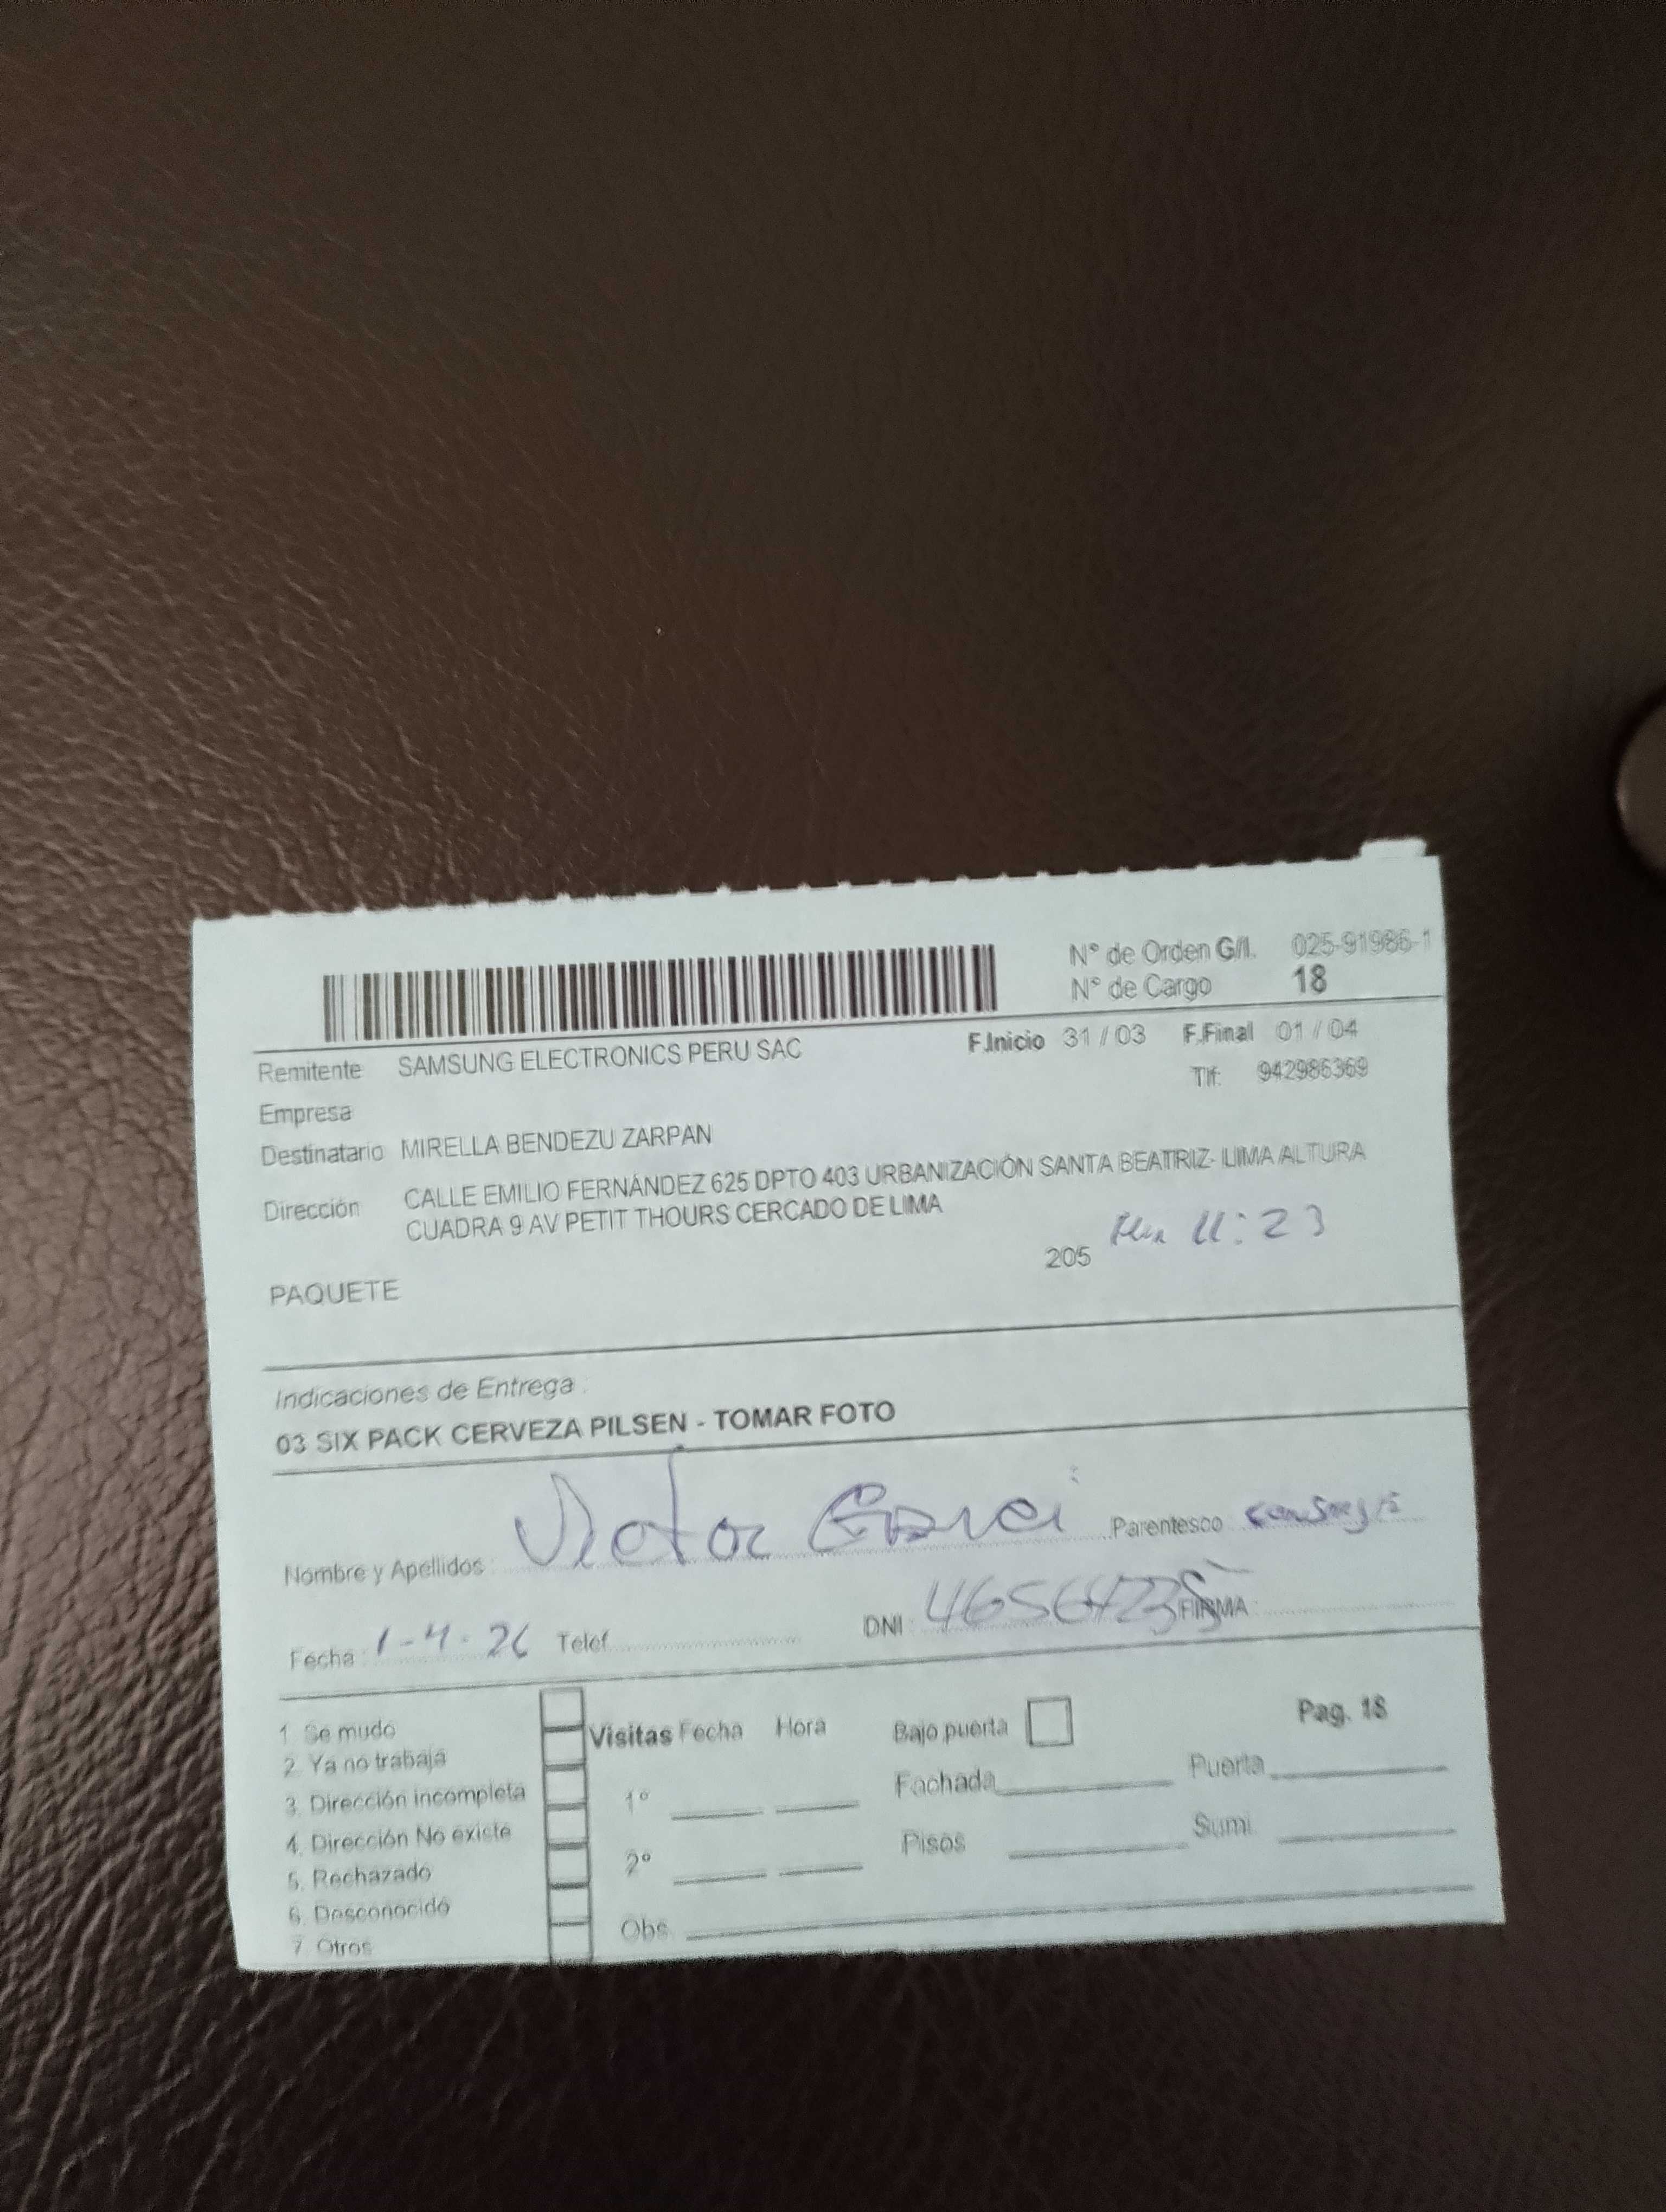 N° de Orden G/I. 025-91986-1
N° de Cargo 18
Remitente SAMSUNG ELECTRONICS PERU SAC F.Inicio 31 / 03 F.Final 01 / 04
Tlf: 942986369
Empresa
Destinatario MIRELLA BENDEZU ZARPAN
Dirección CALLE EMILIO FERNÁNDEZ 625 DPTO 403 URBANIZACIÓN SANTA BEATRIZ- LIMA ALTURA
CUADRA 9 AV PETIT THOURS CERCADO DE LIMA
205 11:23
PAQUETE
Indicaciones de Entrega :
03 SIX PACK CERVEZA PILSEN - TOMAR FOTO
Nombre y Apellidos : Victor Parentesco
Fecha : 1-4-26 Telef. DNI : FIRMA
1. Se mudo
2. Ya no trabaja
3. Dirección incompleta
4. Dirección No existe
5. Rechazado
6. Desconocido
7. Otros
Visitas Fecha Hora
1°
2°
Obs.
Bajo puerta
Pag. 18
Fachada Puerta
Pisos Sumi.